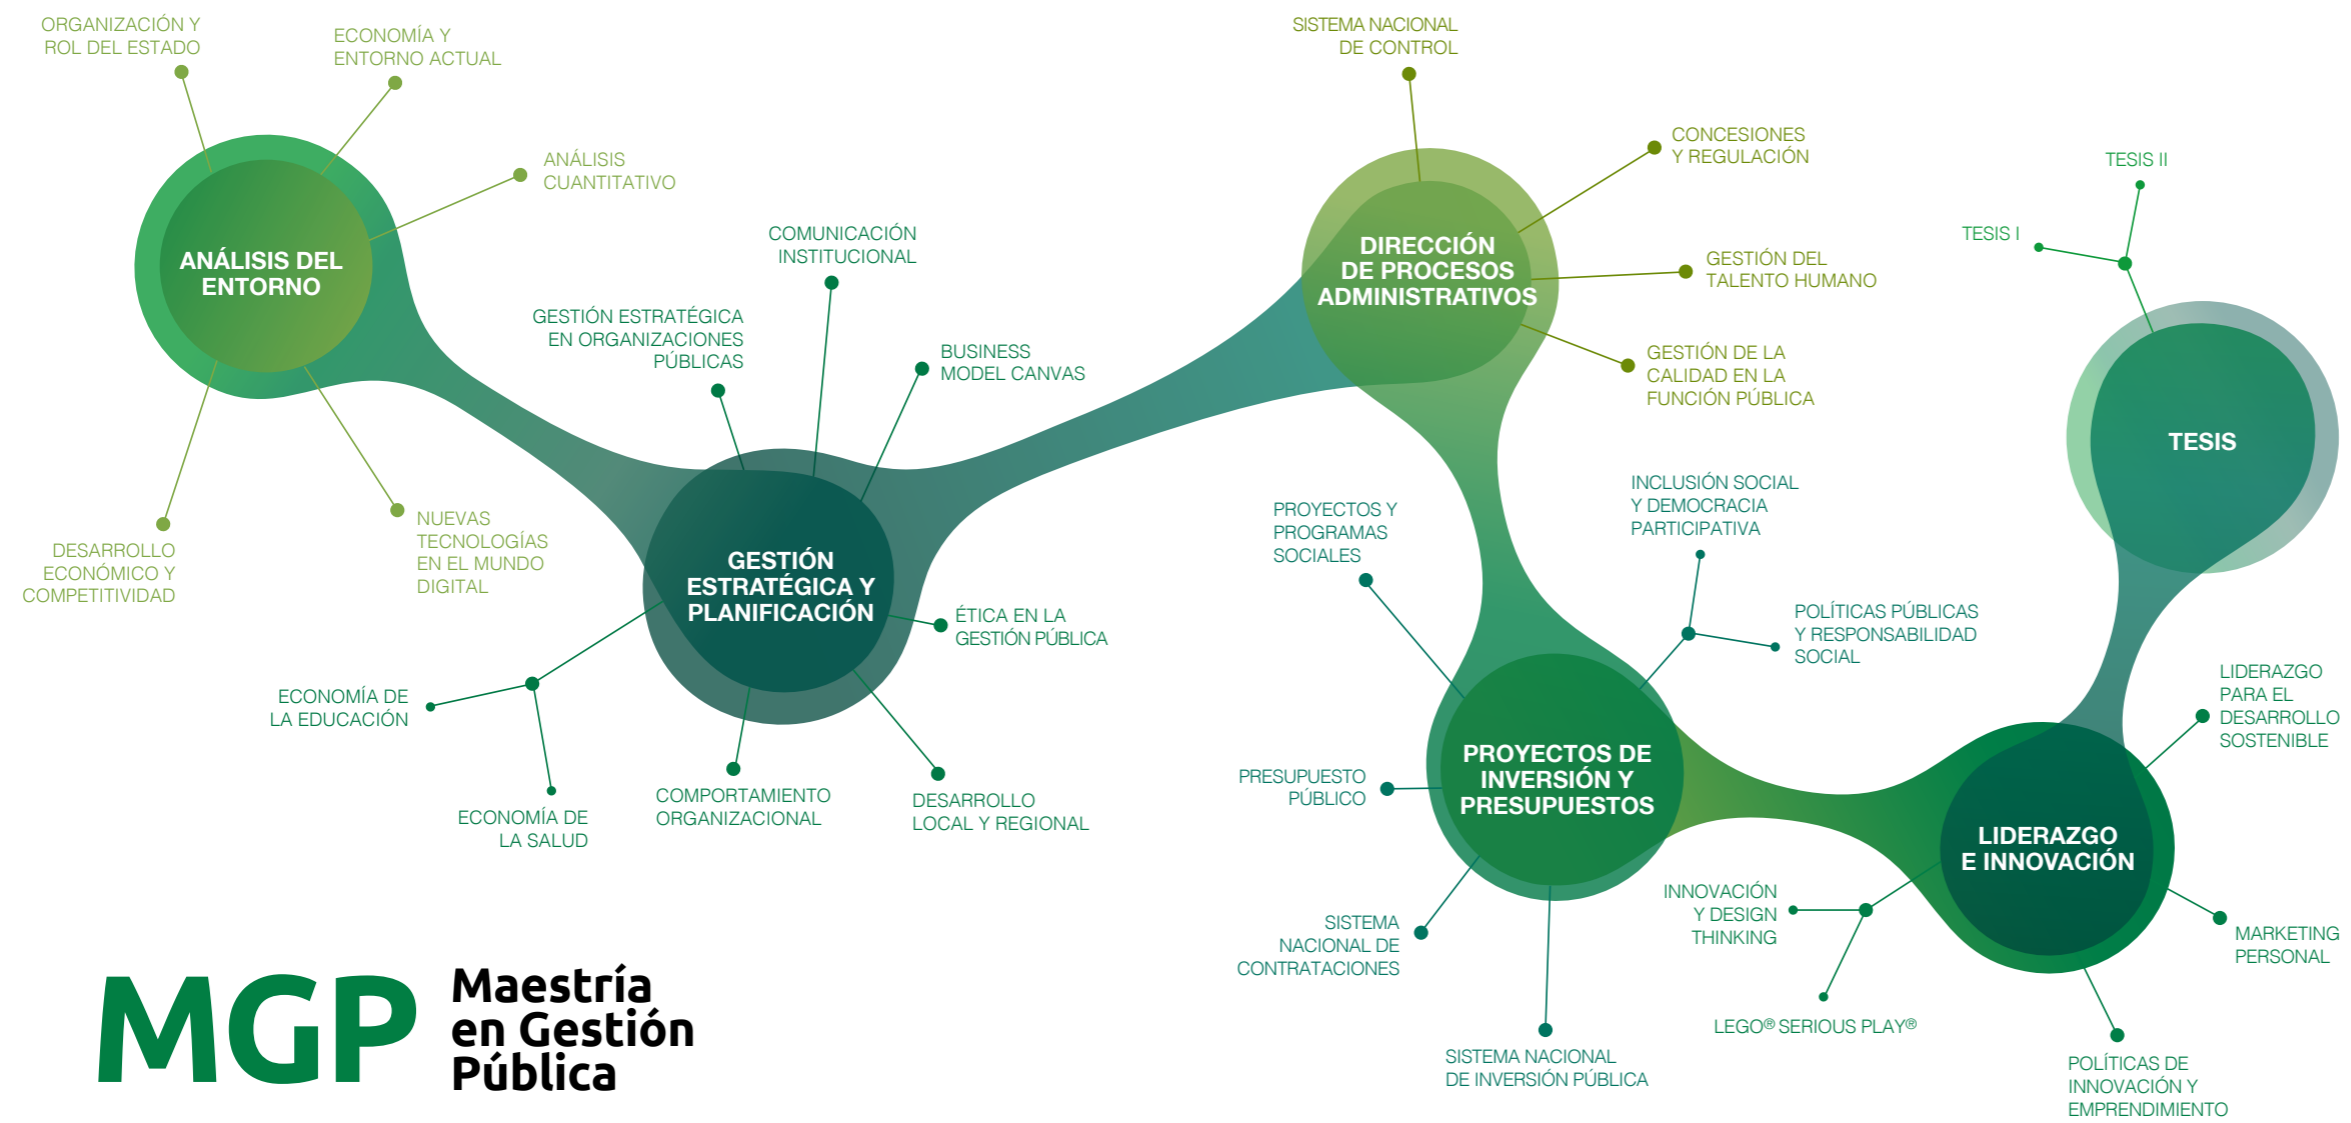 ORGANIZACIÓN Y
ROL DEL ESTADO
ECONOMÍA Y
ENTORNO ACTUAL
ANÁLISIS
CUANTITATIVO
ANÁLISIS DEL
ENTORNO
DESARROLLO
ECONÓMICO Y
COMPETITIVIDAD
NUEVAS
TECNOLOGÍAS
EN EL MUNDO
DIGITAL
GESTIÓN ESTRATÉGICA
EN ORGANIZACIONES
PÚBLICAS
COMUNICACIÓN
INSTITUCIONAL
BUSINESS
MODEL CANVAS
GESTIÓN
ESTRATÉGICA Y
PLANIFICACIÓN
ÉTICA EN LA
GESTIÓN PÚBLICA
ECONOMÍA DE
LA EDUCACIÓN
ECONOMÍA DE
LA SALUD
COMPORTAMIENTO
ORGANIZACIONAL
DESARROLLO
LOCAL Y REGIONAL
SISTEMA NACIONAL
DE CONTROL
CONCESIONES
Y REGULACIÓN
DIRECCIÓN
DE PROCESOS
ADMINISTRATIVOS
GESTIÓN DEL
TALENTO HUMANO
GESTIÓN DE LA
CALIDAD EN LA
FUNCIÓN PÚBLICA
PROYECTOS Y
PROGRAMAS
SOCIALES
INCLUSIÓN SOCIAL
Y DEMOCRACIA
PARTICIPATIVA
POLÍTICAS PÚBLICAS
Y RESPONSABILIDAD
SOCIAL
PROYECTOS DE
INVERSIÓN Y
PRESUPUESTOS
PRESUPUESTO
PÚBLICO
SISTEMA
NACIONAL DE
CONTRATACIONES
SISTEMA NACIONAL
DE INVERSIÓN PÚBLICA
TESIS II
TESIS I
TESIS
LIDERAZGO
PARA EL
DESARROLLO
SOSTENIBLE
LIDERAZGO
E INNOVACIÓN
INNOVACIÓN
Y DESIGN
THINKING
LEGO® SERIOUS PLAY®
MARKETING
PERSONAL
POLÍTICAS DE
INNOVACIÓN Y
EMPRENDIMIENTO
MGP
Maestría
en Gestión
Pública